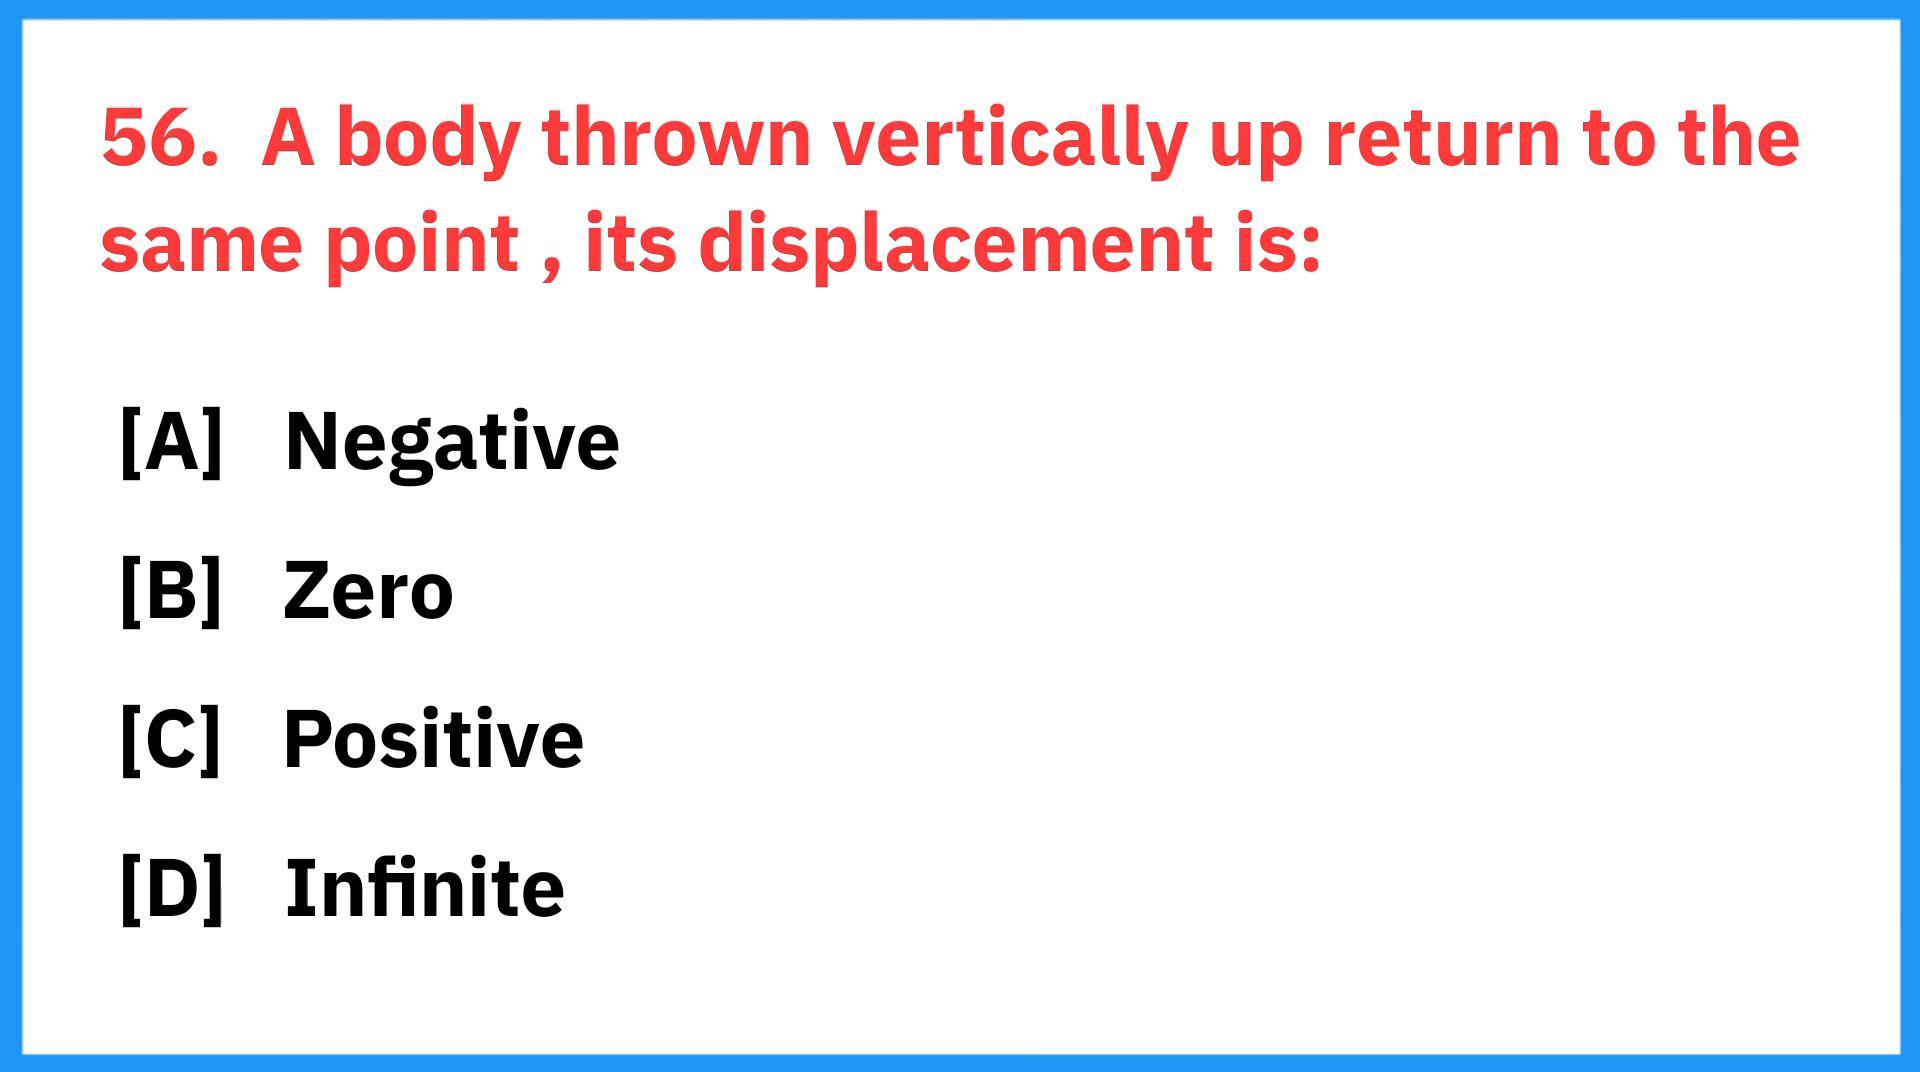 56. A body thrown vertically up return to the
same point , its displacement is:
[A] Negative
[B] Zero
[C] Positive
[D] Infinite